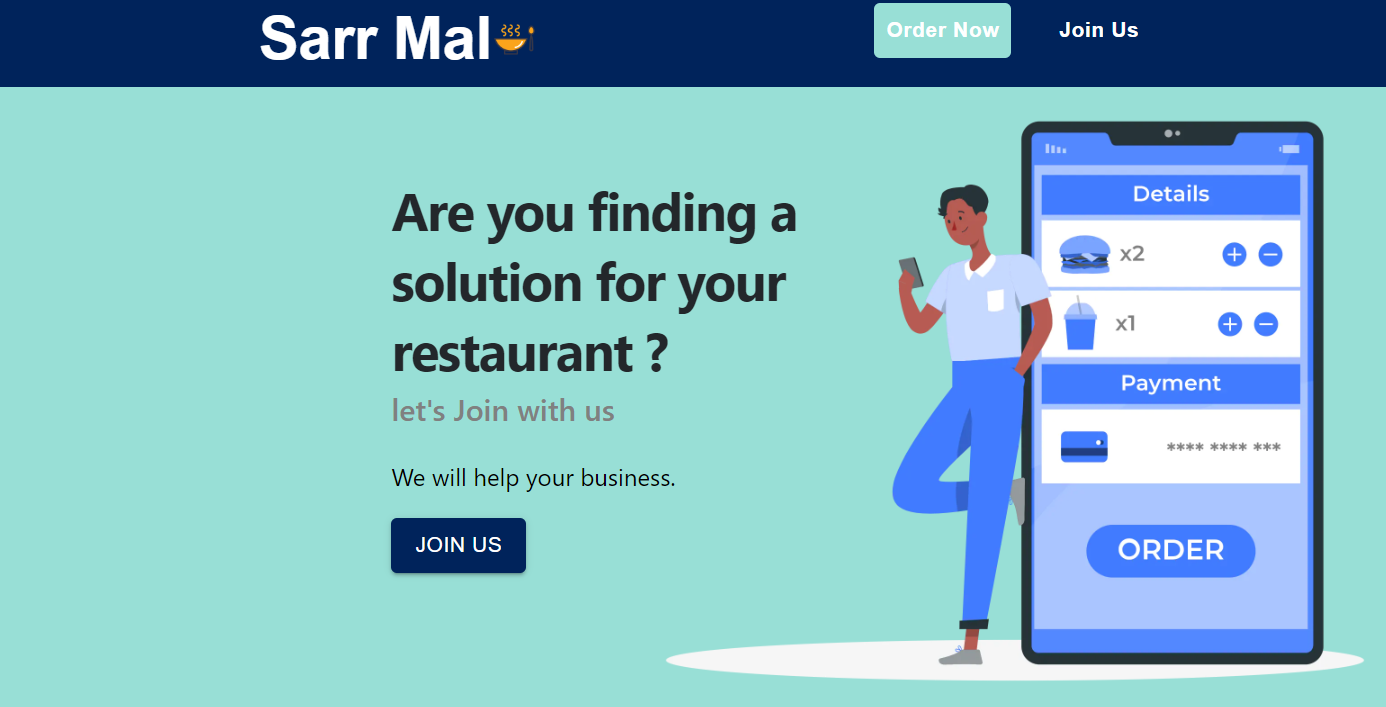 Sarr Mal
Order Now
Join Us
Are you finding a
solution for your
restaurant ?
let's Join with us
We will help your business.
JOIN US
Details
x2
x1
Payment
**** **** ***
ORDER